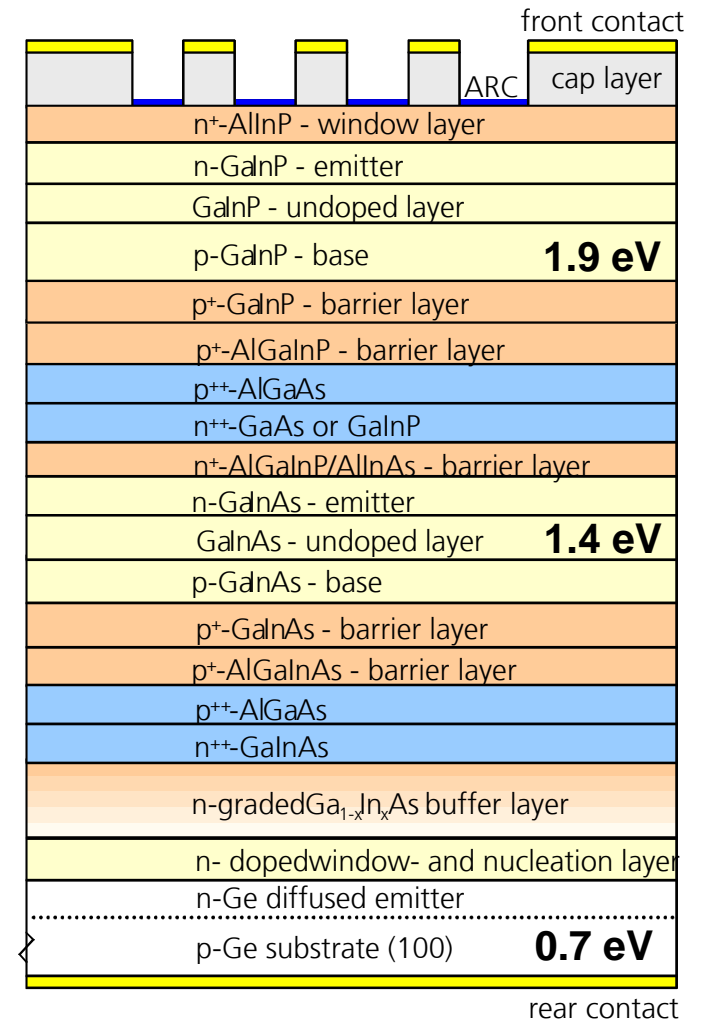 front contact
ARC cap layer
n⁺-AlInP - window layer
n-GaInP - emitter
GaInP - undoped layer
p-GaInP - base 1.9 eV
p⁺-GaInP - barrier layer
p⁺-AlGaInP - barrier layer
p⁺⁺-AlGaAs
n⁺⁺-GaAs or GaInP
n⁺-AlGaInP/AlInAs - barrier layer
n-GaInAs - emitter
GaInAs - undoped layer 1.4 eV
p-GaInAs - base
p⁺-GaInAs - barrier layer
p⁺-AlGaInAs - barrier layer
p⁺⁺-AlGaAs
n⁺⁺-GaInAs
n-gradedGa₁₋ₓInₓAs buffer layer
n- dopedwindow- and nucleation layer
n-Ge diffused emitter
p-Ge substrate (100) 0.7 eV
rear contact